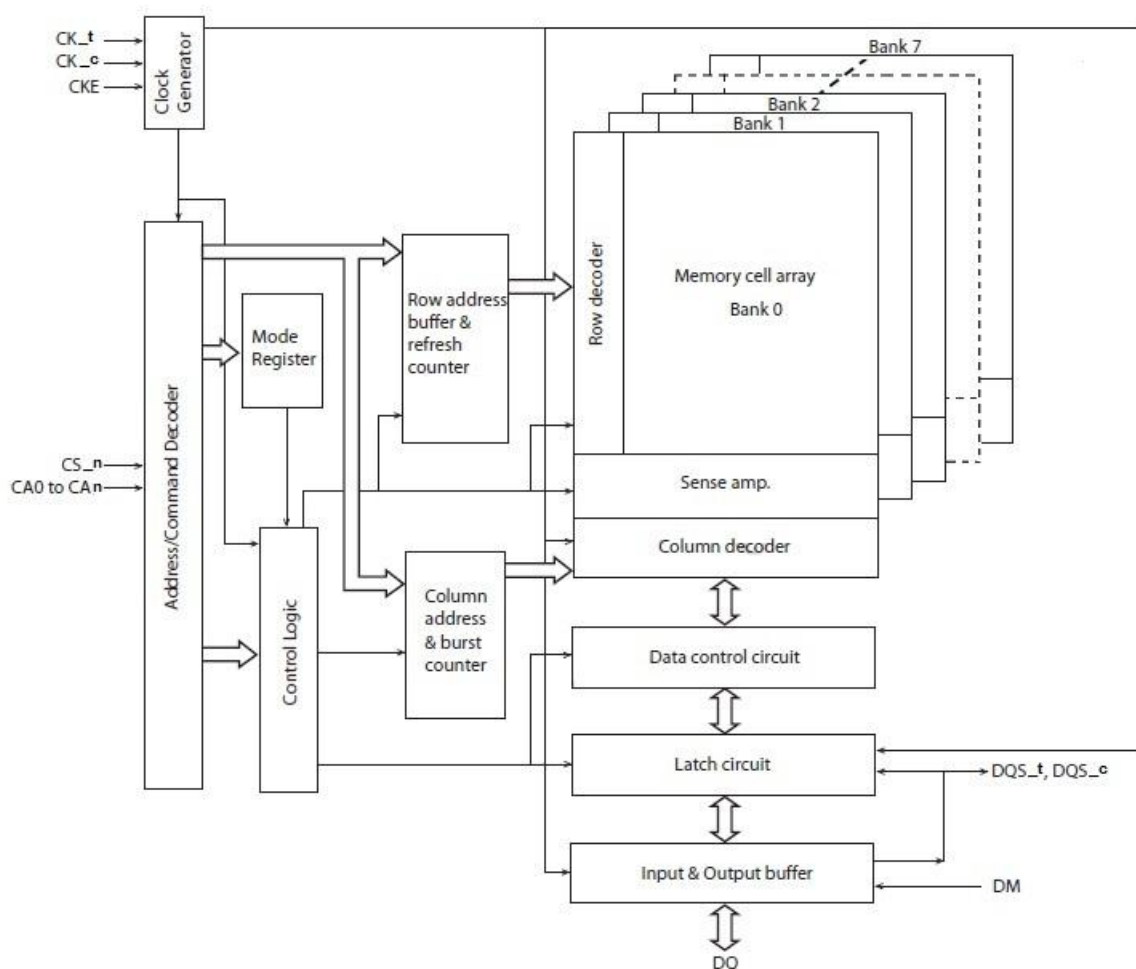 CK_t
CK_c
CKE
Clock
Generator
Bank 7
Bank 2
Bank 1
Row decoder
Memory cell array
Bank 0
Row address
buffer &
refresh
counter
Mode
Register
Address/Command Decoder
CS_n
CA0 to CAn
Sense amp.
Column decoder
Control Logic
Column
address
& burst
counter
Data control circuit
Latch circuit
DQS_t, DQS_c
Input & Output buffer
DM
DQ